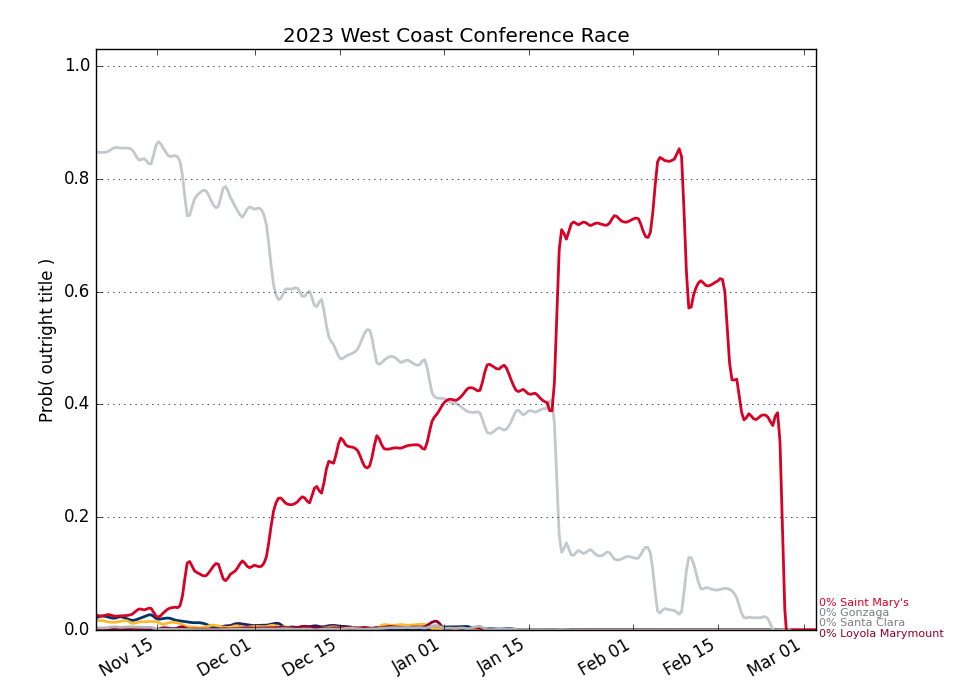 2023 West Coast Conference Race
Prob( outright title )
1.0
0.8
0.6
0.4
0.2
0.0
Nov 15
Dec 01
Dec 15
Jan 01
Jan 15
Feb 01
Feb 15
Mar 01
0% Saint Mary's
0% Gonzaga
0% Santa Clara
0% Loyola Marymount